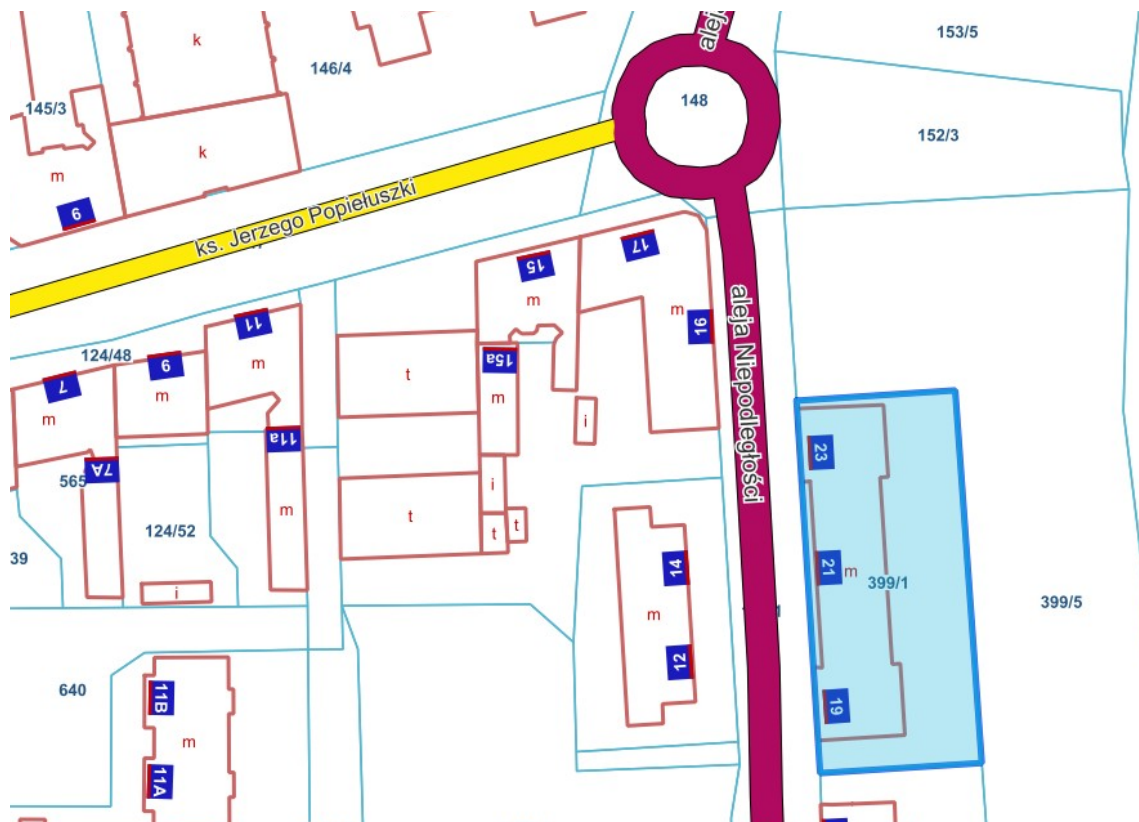 153/5
aleja
k
146/4
148
145/3
152/3
k
m
9
ks. Jerzego Popiełuszki
17
15
m
m
11
16
aleja Niepodległości
124/48
15a
9
m
t
7
m
m
m
i
11a
23
7A
565
i
t
m
t
t
124/52
39
14
21
m
399/1
i
399/5
m
12
640
11B
19
m
11A